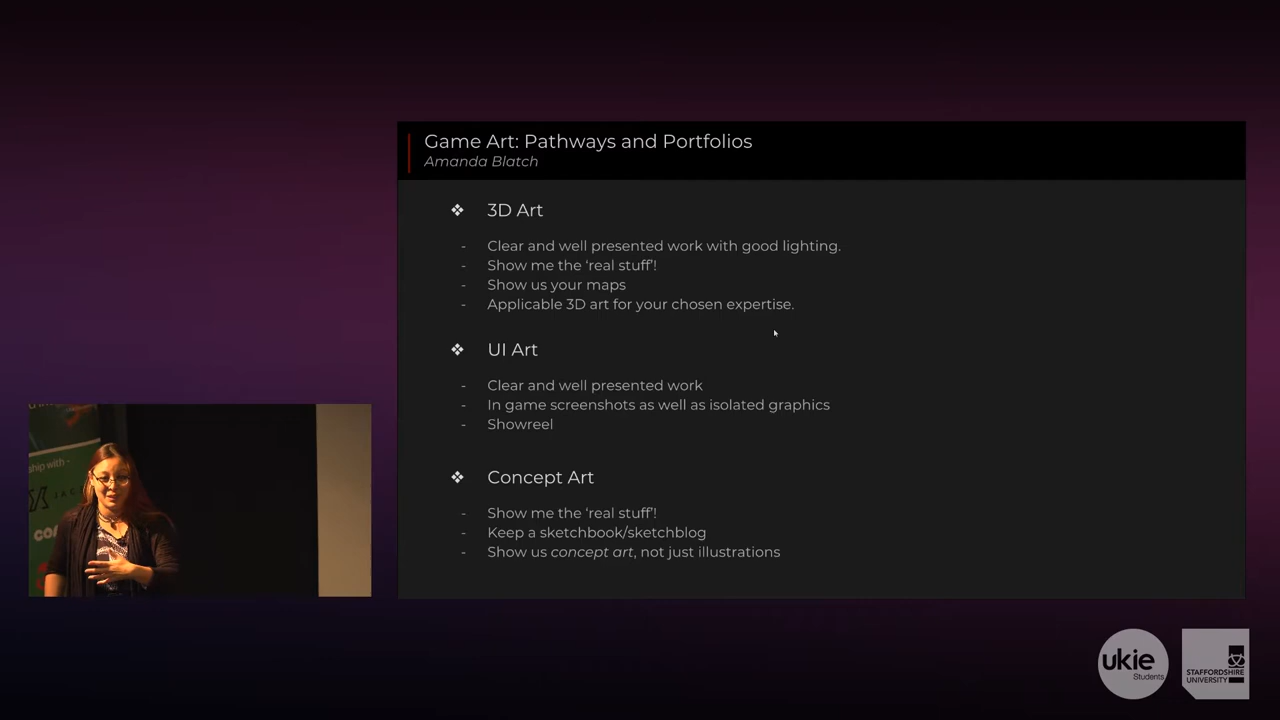 Game Art: Pathways and Portfolios
Amanda Blatch
❖ 3D Art
- Clear and well presented work with good lighting.
- Show me the ‘real stuff’!
- Show us your maps
- Applicable 3D art for your chosen expertise.
❖ UI Art
- Clear and well presented work
- In game screenshots as well as isolated graphics
- Showreel
❖ Concept Art
- Show me the ‘real stuff’!
- Keep a sketchbook/sketchblog
- Show us concept art, not just illustrations
ship with -
ukie
Students
STAFFORDSHIRE
UNIVERSITY